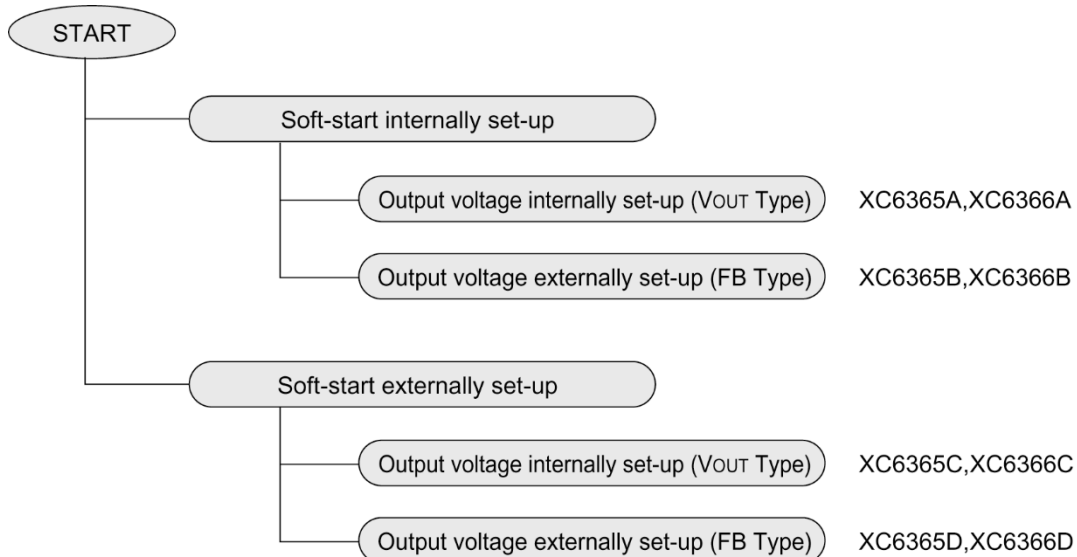 START
Soft-start internally set-up
Output voltage internally set-up (VOUT Type) XC6365A,XC6366A
Output voltage externally set-up (FB Type) XC6365B,XC6366B
Soft-start externally set-up
Output voltage internally set-up (VOUT Type) XC6365C,XC6366C
Output voltage externally set-up (FB Type) XC6365D,XC6366D